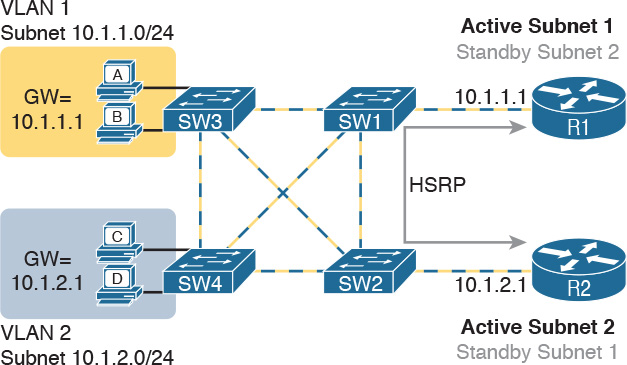 VLAN 1
Subnet 10.1.1.0/24
Active Subnet 1
Standby Subnet 2
A
GW=
10.1.1.1
B
SW3
SW1
10.1.1.1
R1
HSRP
C
GW=
10.1.2.1
D
SW4
SW2
10.1.2.1
R2
VLAN 2
Subnet 10.1.2.0/24
Active Subnet 2
Standby Subnet 1